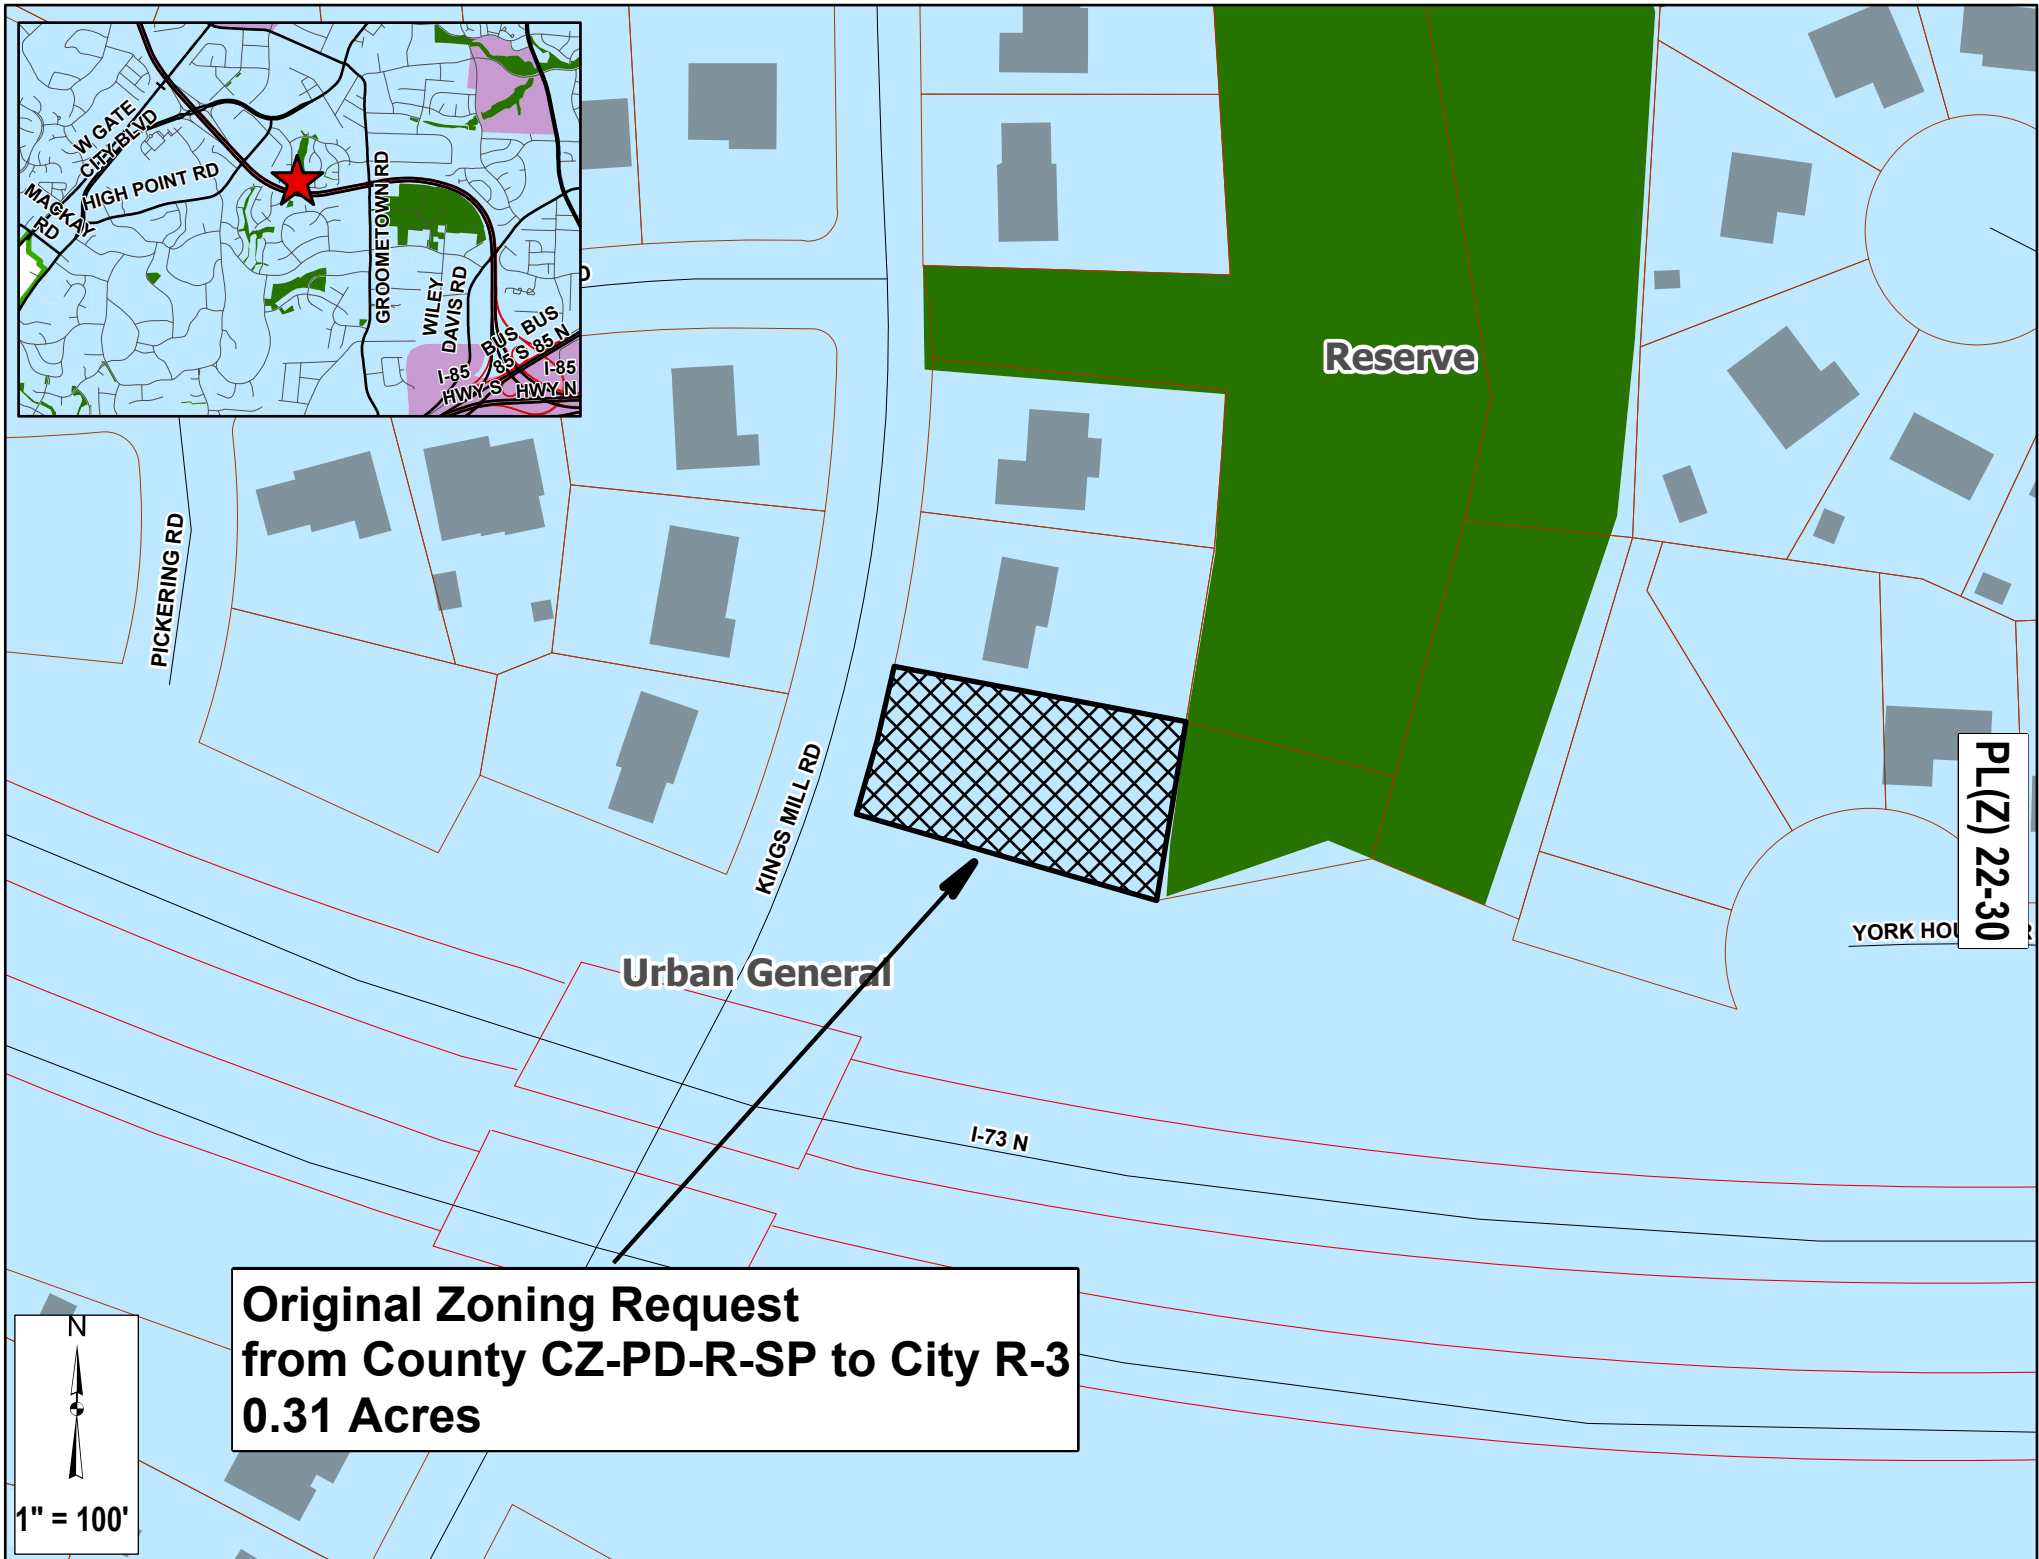 W GATE
CITY BLVD
HIGH POINT RD
MACKAY
RD
GROOMETOWN RD
WILEY
DAVIS RD
BUS BUS
85 S 85 N
I-85 I-85
HWY S HWY N
D
Reserve
PICKERING RD
KINGS MILL RD
PL(Z) 22-30
YORK HOU
R
Urban General
I-73 N
Original Zoning Request
from County CZ-PD-R-SP to City R-3
0.31 Acres
N
1" = 100'